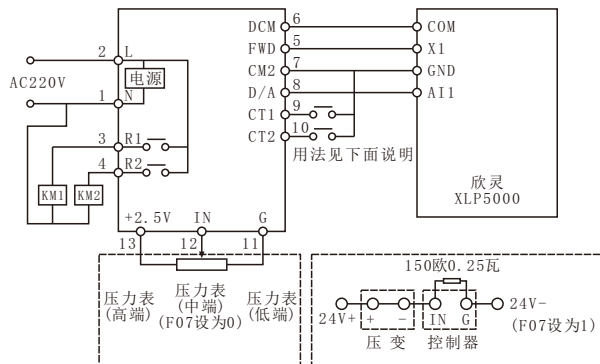 DCM 6 COM
FWD 5 X1
2 L CM2 7 GND
AC220V 电源 D/A 8 AI1
1 N CT1 9
CT2 10
3 R1 用法见下面说明
4 R2
KM1 KM2
欣灵
XLP5000
+2.5V IN G
13 12 11
压力表
(高端)
压力表
(中端)
(F07设为0)
压力表
(低端)
150欧0.25瓦
24V+ + - IN G 24V-
(F07设为1)
压 变 控制器